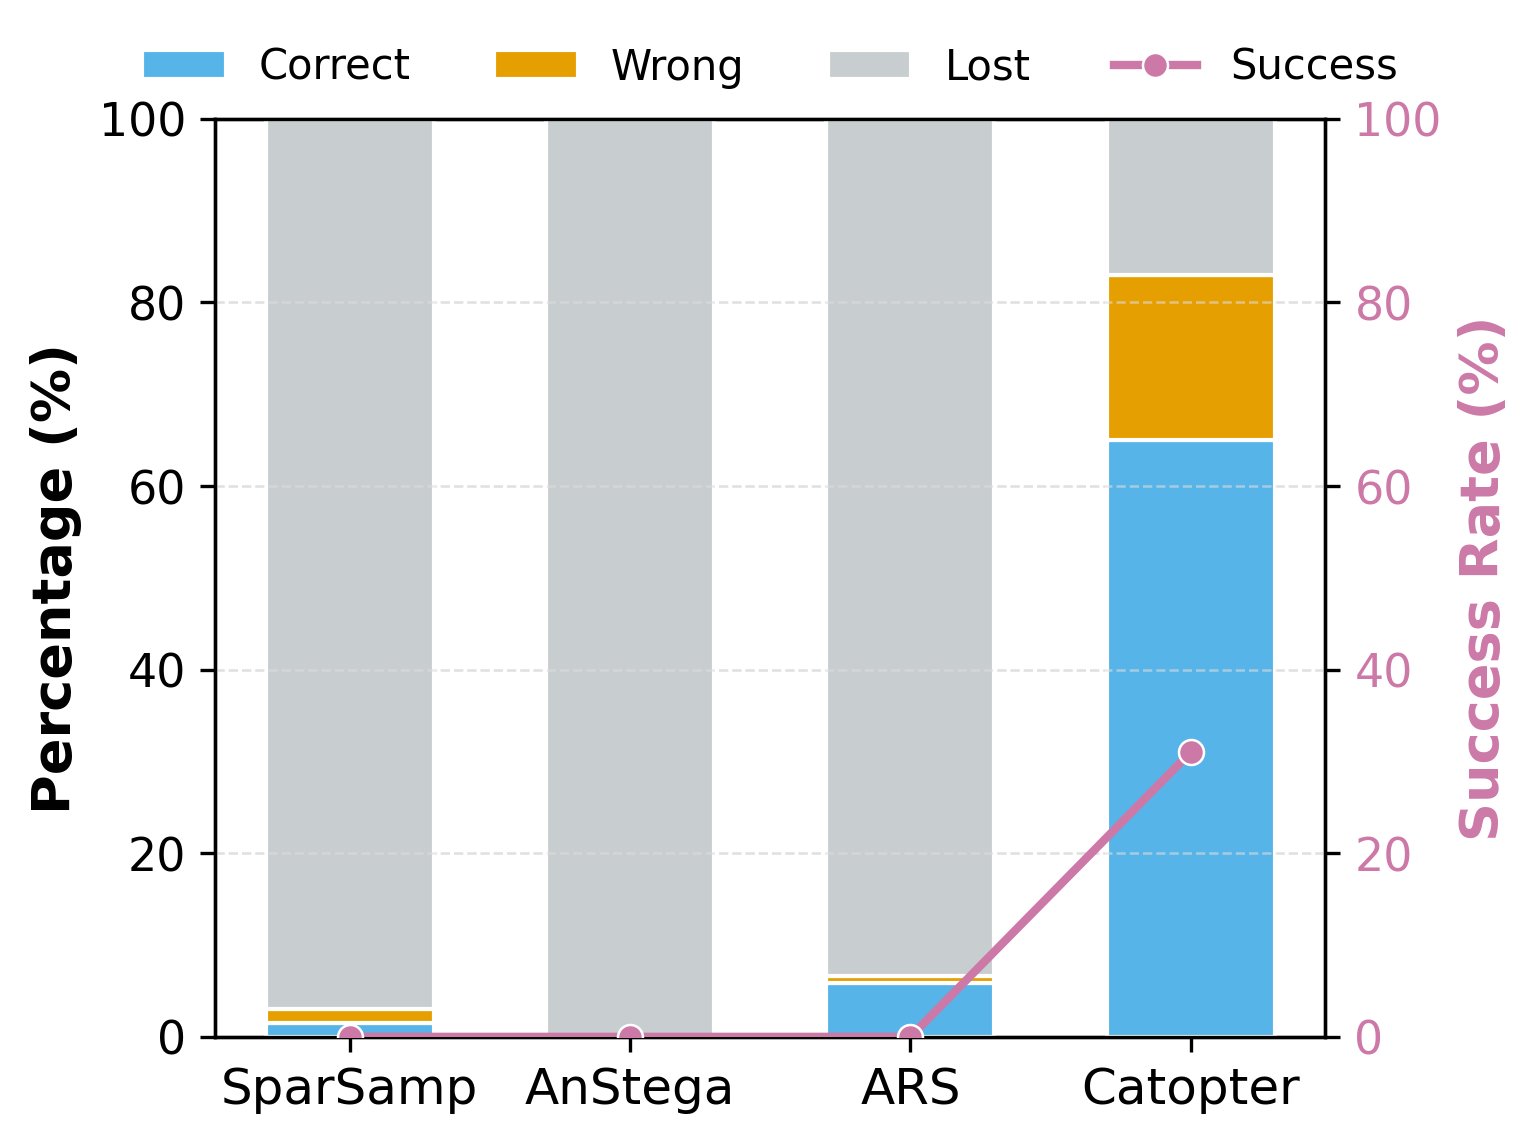 Correct Wrong Lost Success
100 100
80 80
60 60
40 40
20 20
0 0
Percentage (%)
Success Rate (%)
SparSamp AnStega ARS Catopter